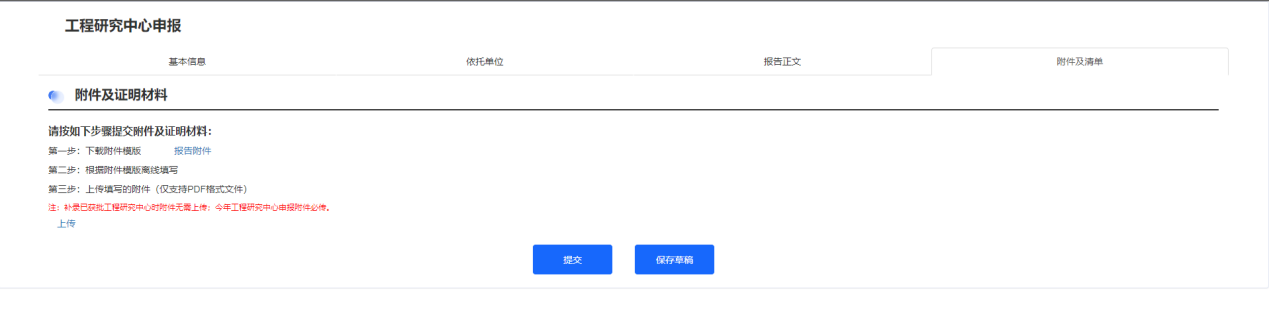 工程研究中心申报
基本信息 依托单位 报告正文 附件及清单
附件及证明材料
请按如下步骤提交附件及证明材料：
第一步：下载附件模版 报告附件
第二步：根据附件模版离线填写
第三步：上传填写的附件（仅支持PDF格式文件）
注：补录已获批工程研究中心时附件无需上传；今年工程研究中心申报附件必传。
上传
提交 保存草稿